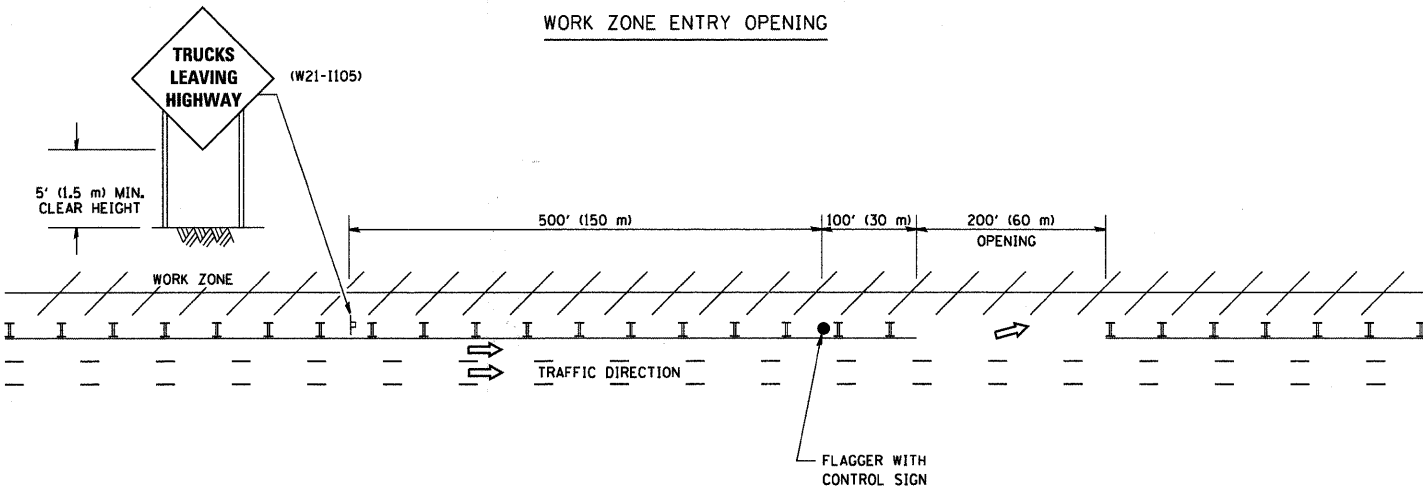 WORK ZONE ENTRY OPENING
TRUCKS
LEAVING
HIGHWAY
(W21-I105)
5' (1.5 m) MIN.
CLEAR HEIGHT
500' (150 m)
100' (30 m)
200' (60 m)
OPENING
WORK ZONE
TRAFFIC DIRECTION
FLAGGER WITH
CONTROL SIGN